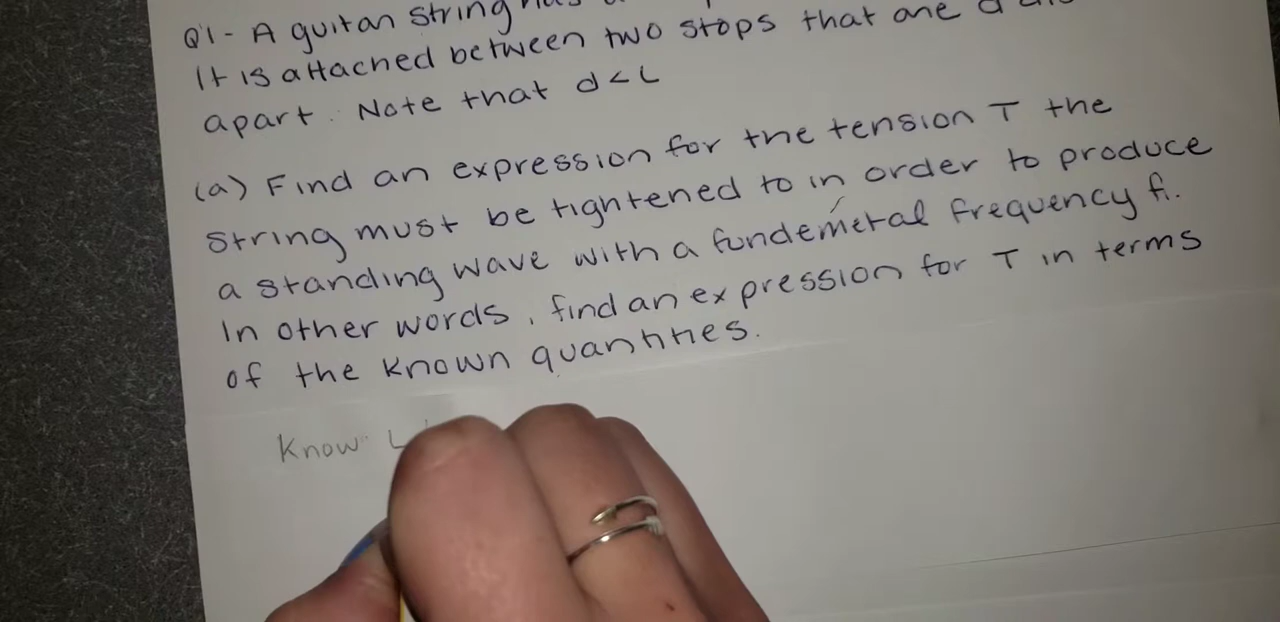 Q1- A guitan string has
It is attached between two stops that are d
apart. Note that d<L
(a) Find an expression for the tension T the
string must be tightened to in order to produce
a standing wave with a fundemetal frequency f1.
In other words, find an expression for T in terms
of the known quantities.
Know L